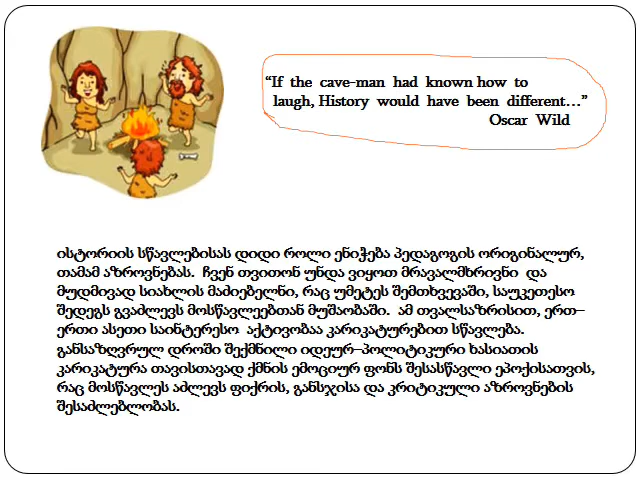 “If the cave-man had known how to
laugh, History would have been different...”
Oscar Wild
ისტორიის სწავლებისას დიდი როლი ენიჭება პედაგოგის ორიგინალურ,
თამამ აზროვნებას. ჩვენ თვითონ უნდა ვიყოთ მრავალმხრივნი და
მუდმივად სიახლის მაძიებელნი, რაც უმეტეს შემთხვევაში, საუკეთესო
შედეგს გვაძლევს მოსწავლეებთან მუშაობაში. ამ თვალსაზრისით, ერთ–
ერთი ასეთი საინტერესო აქტივობაა კარიკატურებით სწავლება.
განსაზღვრულ დროში შექმნილი იდეურ–პოლიტიკური ხასიათის
კარიკატურა თავისთავად ქმნის ემოციურ ფონს შესასწავლი ეპოქისათვის,
რაც მოსწავლეს აძლევს ფიქრის, განსჯისა და კრიტიკული აზროვნების
შესაძლებლობას.